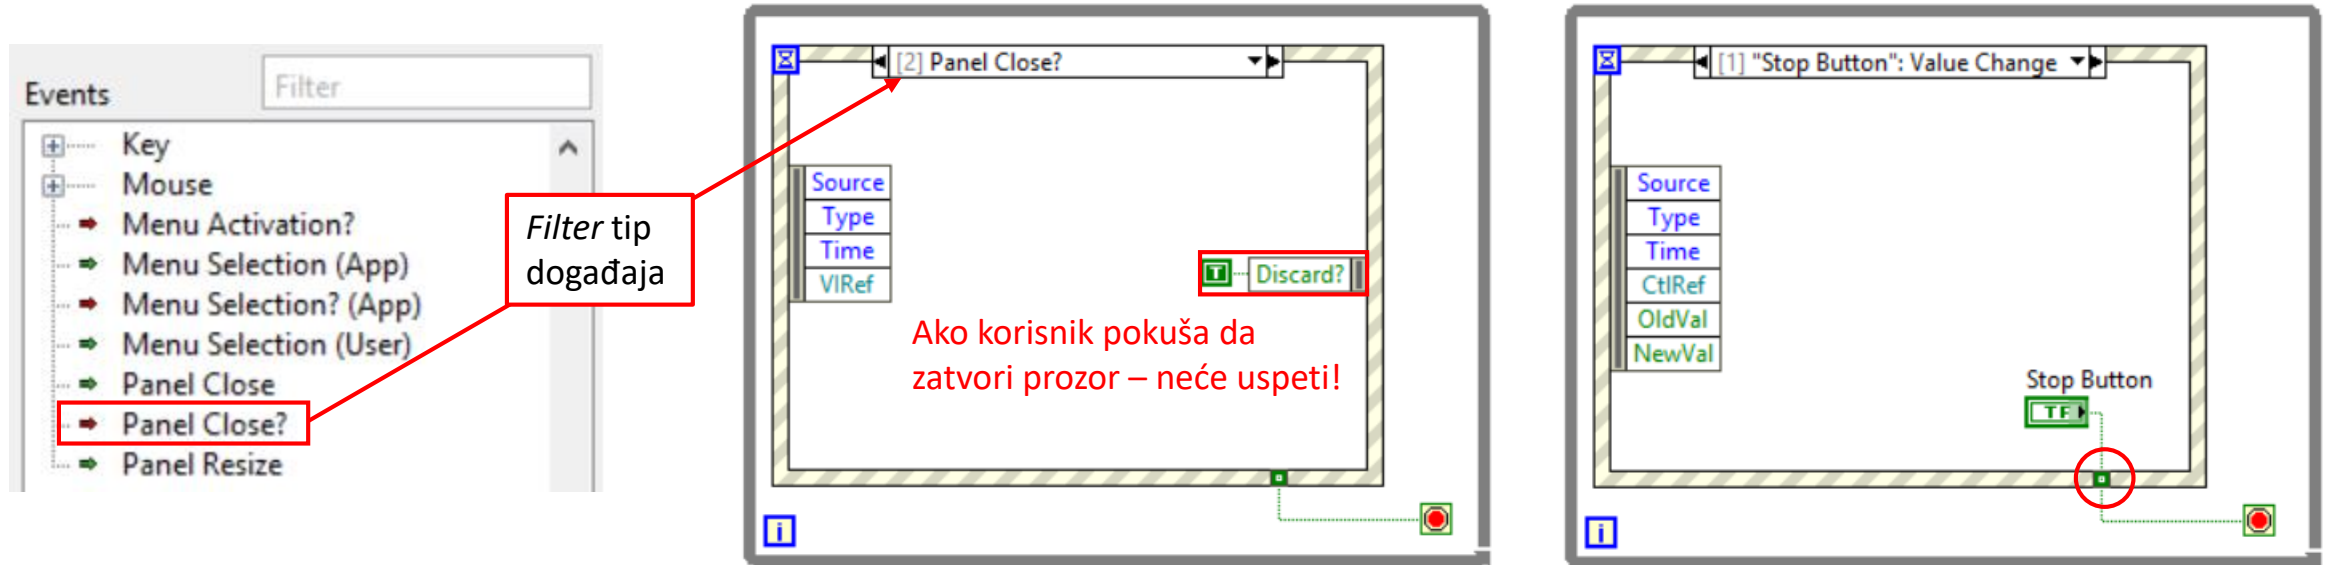 Events
Filter
Key
Mouse
Menu Activation?
Menu Selection (App)
Menu Selection? (App)
Menu Selection (User)
Panel Close
Panel Close?
Panel Resize
Filter tip
događaja
[2] Panel Close?
Source
Type
Time
VIRef
T
Discard?
Ako korisnik pokuša da
zatvori prozor – neće uspeti!
i
[1] "Stop Button": Value Change
Source
Type
Time
CtlRef
OldVal
NewVal
Stop Button
TF
i